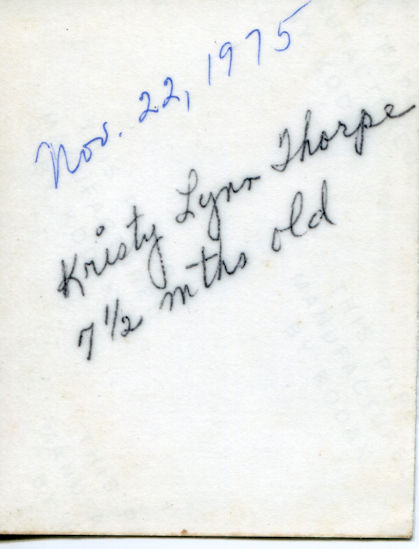 Nov. 22, 1975
Kristy Lynn Thorpe
7 1/2 mths old